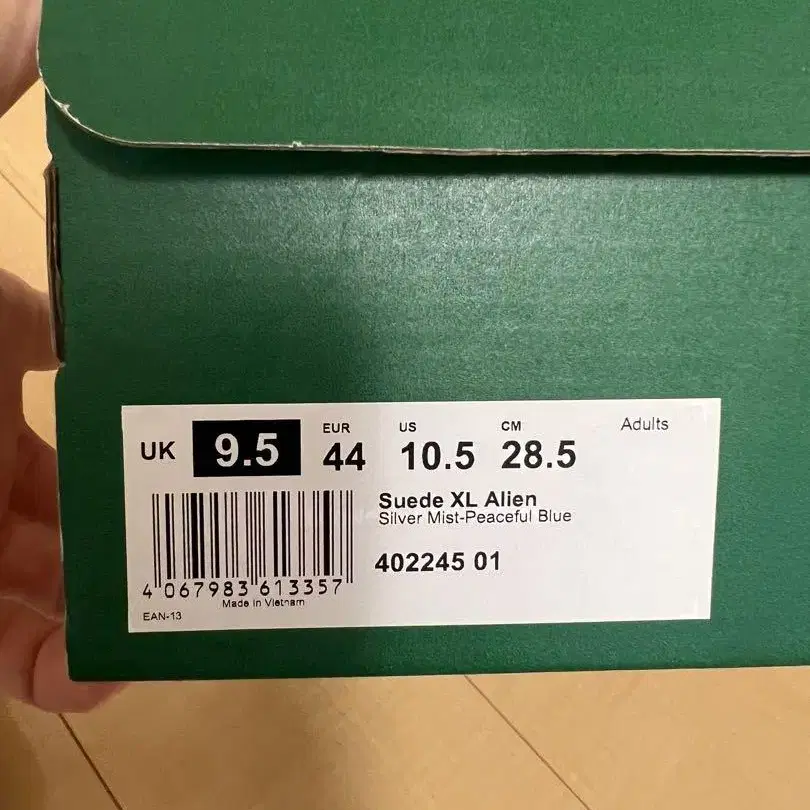 UK 9.5 EUR 44 US 10.5 CM 28.5 Adults
Suede XL Alien
Silver Mist-Peaceful Blue
402245 01
4 067983 613357
Made in Vietnam
EAN-13